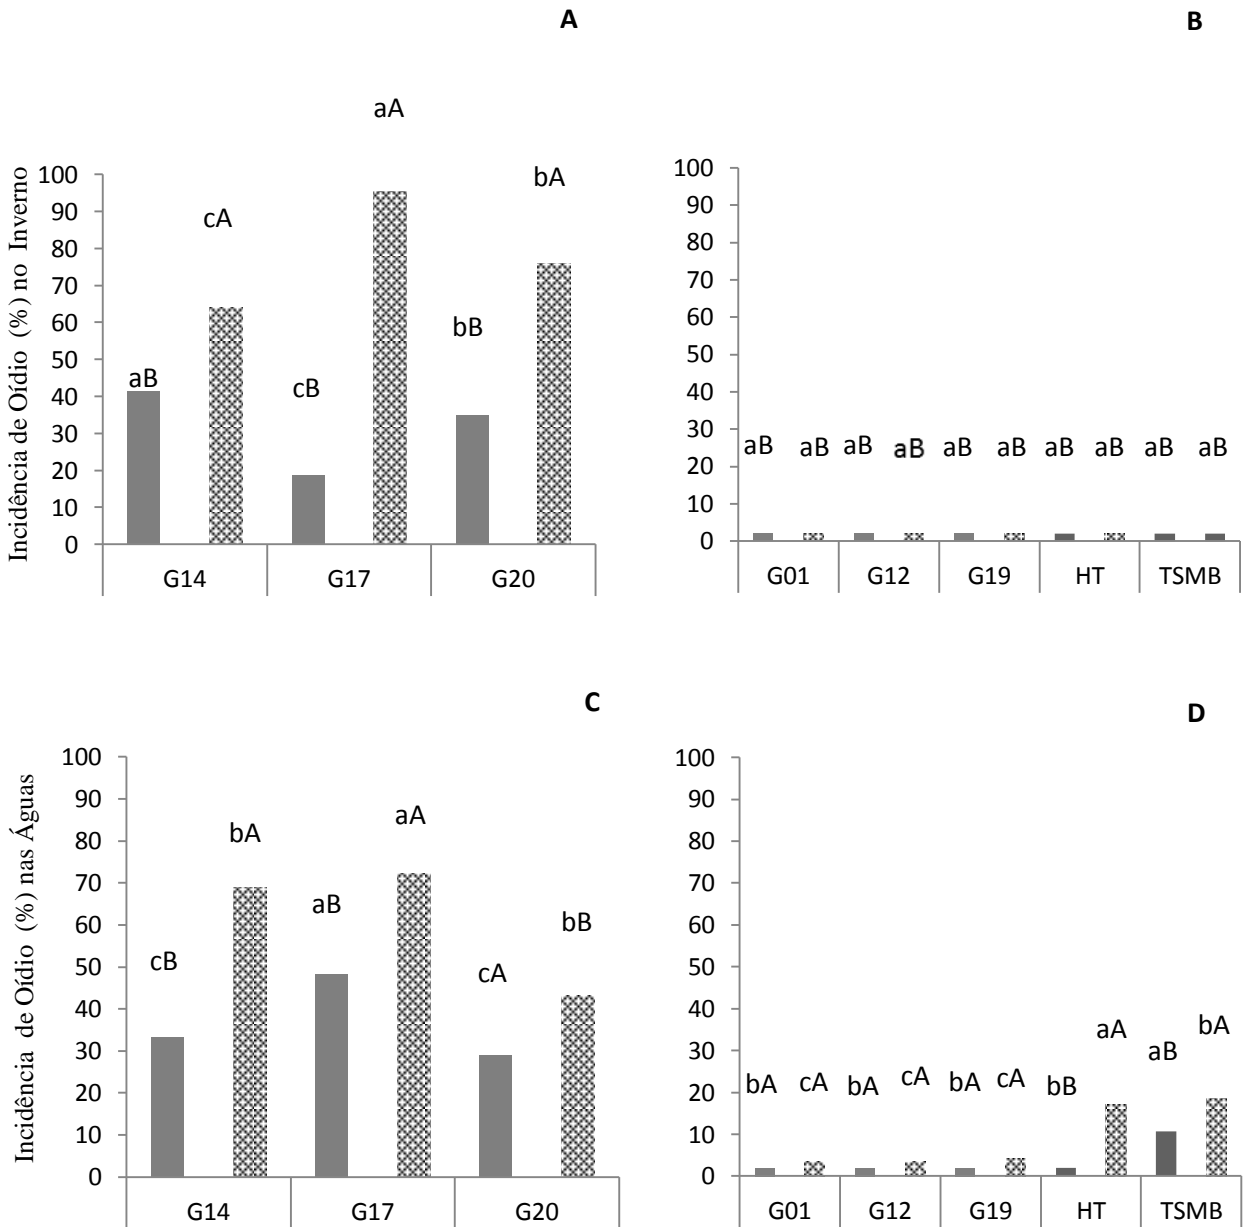 A
Incidência de Oídio (%) no Inverno
100
90
80
70
60
50
40
30
20
10
0
aB
cA
cB
aA
bB
bA
G14
G17
G20
B
100
90
80
70
60
50
40
30
20
10
0
aB
aB
aB
aB
aB
aB
aB
aB
aB
aB
G01
G12
G19
HT
TSMB
C
Incidência de Oídio (%) nas Águas
100
90
80
70
60
50
40
30
20
10
0
cB
bA
aB
aA
cA
bB
G14
G17
G20
D
100
90
80
70
60
50
40
30
20
10
0
bA
cA
bA
cA
bA
cA
bB
aA
aB
bA
G01
G12
G19
HT
TSMB